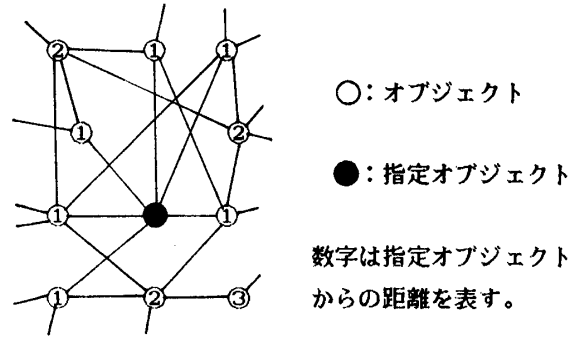 2 1 1
○：オブジェクト
1 2
●：指定オブジェクト
1 1
数字は指定オブジェクト
からの距離を表す。
1 2 3